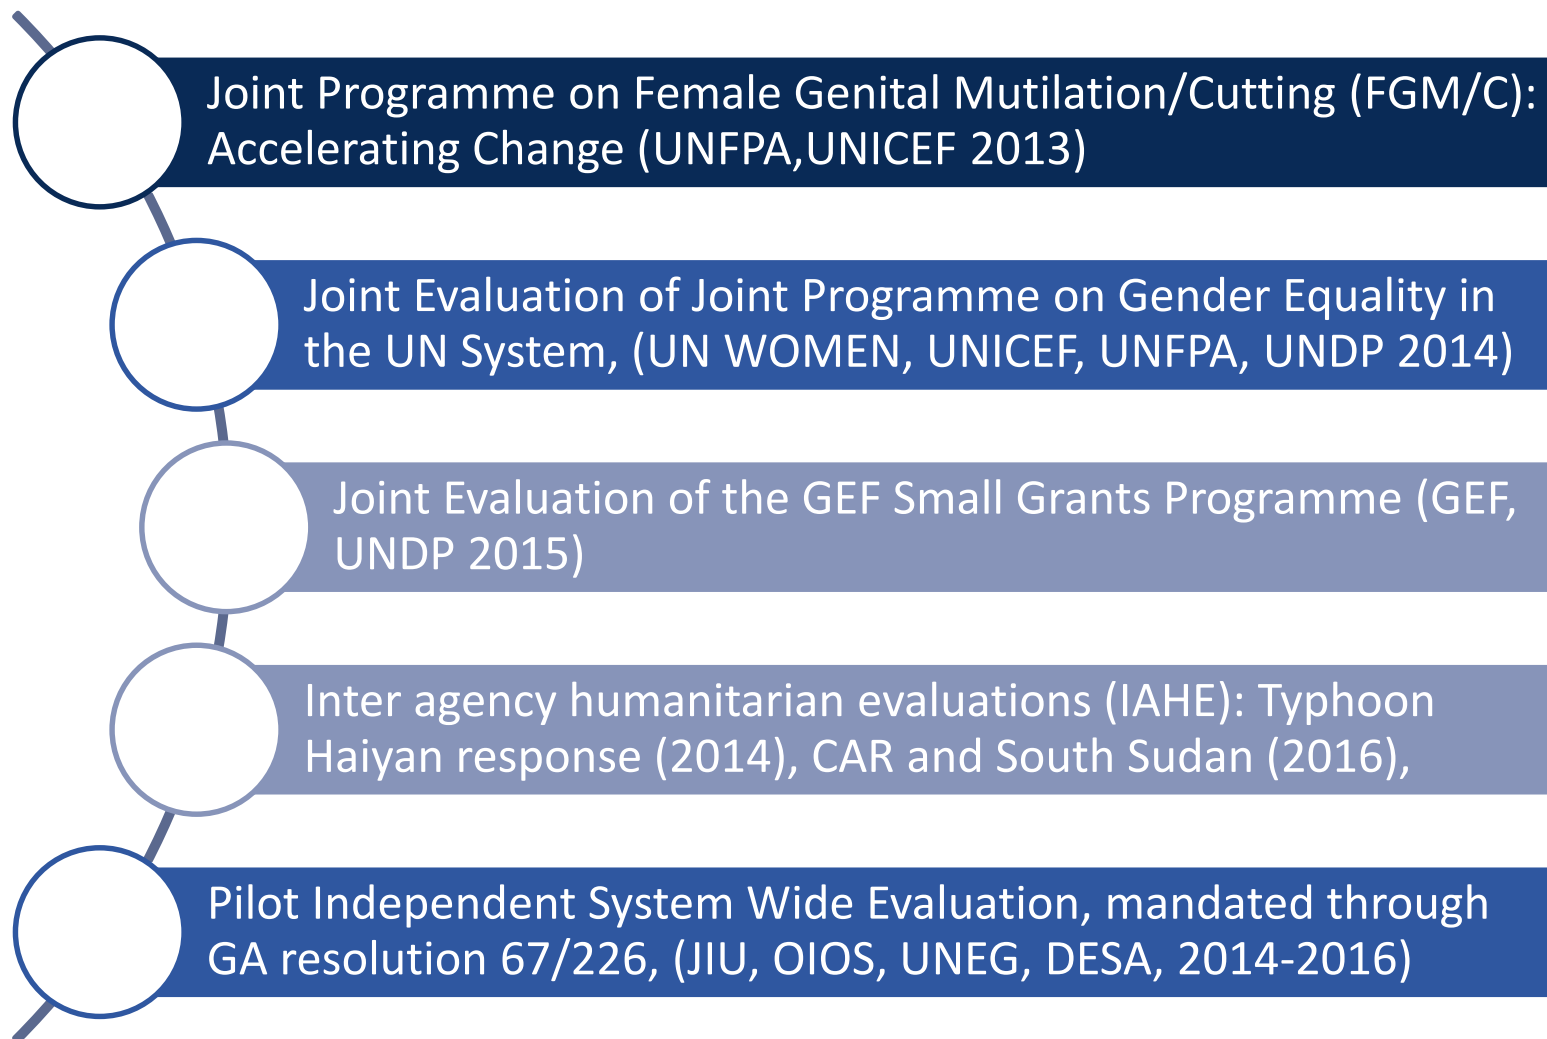 Joint Programme on Female Genital Mutilation/Cutting (FGM/C):
Accelerating Change (UNFPA,UNICEF 2013)
Joint Evaluation of Joint Programme on Gender Equality in
the UN System, (UN WOMEN, UNICEF, UNFPA, UNDP 2014)
Joint Evaluation of the GEF Small Grants Programme (GEF,
UNDP 2015)
Inter agency humanitarian evaluations (IAHE): Typhoon
Haiyan response (2014), CAR and South Sudan (2016),
Pilot Independent System Wide Evaluation, mandated through
GA resolution 67/226, (JIU, OIOS, UNEG, DESA, 2014-2016)